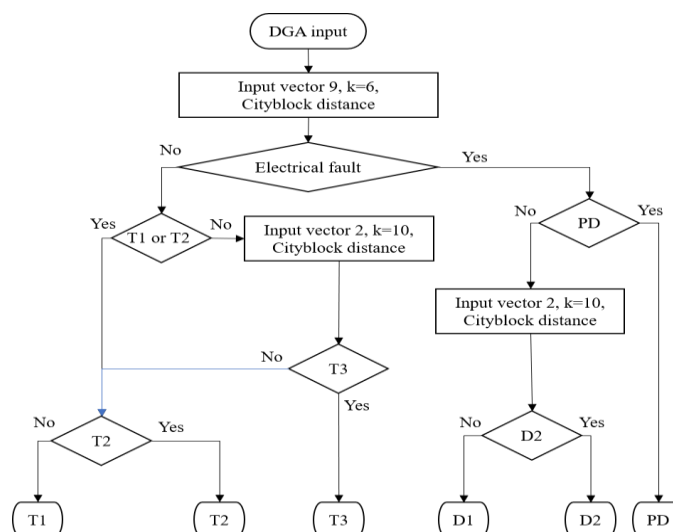 DGA input
Input vector 9, k=6,
Cityblock distance
No
Electrical fault
Yes
Yes
T1 or T2
No
Input vector 2, k=10,
Cityblock distance
No
PD
Yes
Input vector 2, k=10,
Cityblock distance
No
T3
Yes
No
T2
Yes
No
D2
Yes
T1
T2
T3
D1
D2
PD